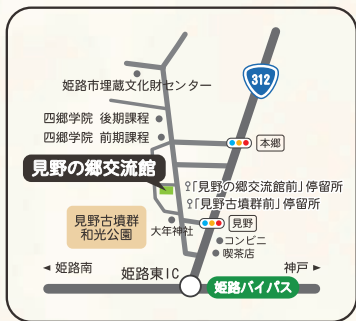 312
姫路市埋蔵文化財センター
四郷学院 後期課程
四郷学院 前期課程
本郷
見野の郷交流館
「見野の郷交流館前」停留所
「見野古墳群前」停留所
見野古墳群
和光公園
大年神社
見野
コンビニ
喫茶店
◄ 姫路南
姫路東IC
神戸 ►
姫路バイパス